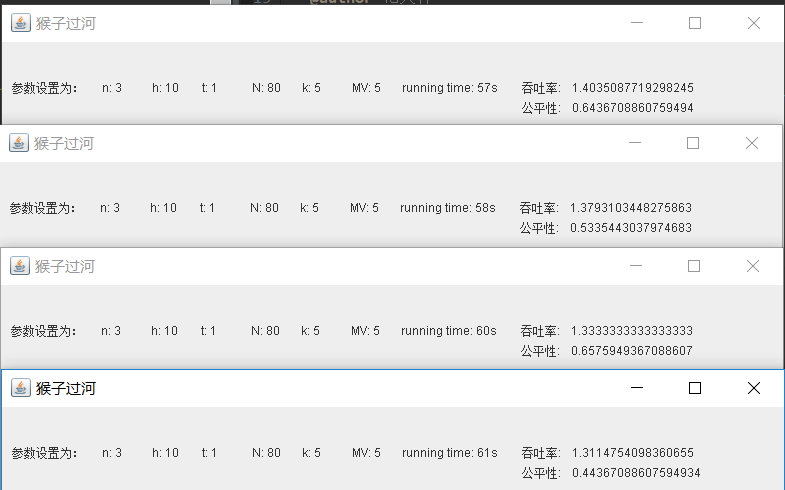 猴子过河
参数设置为: n: 3 h: 10 t: 1 N: 80 k: 5 MV: 5 running time: 57s 吞吐率: 1.4035087719298245
公平性: 0.6436708860759494
猴子过河
参数设置为: n: 3 h: 10 t: 1 N: 80 k: 5 MV: 5 running time: 58s 吞吐率: 1.3793103448275863
公平性: 0.5335443037974683
猴子过河
参数设置为: n: 3 h: 10 t: 1 N: 80 k: 5 MV: 5 running time: 60s 吞吐率: 1.3333333333333333
公平性: 0.6575949367088607
猴子过河
参数设置为: n: 3 h: 10 t: 1 N: 80 k: 5 MV: 5 running time: 61s 吞吐率: 1.3114754098360655
公平性: 0.44367088607594934